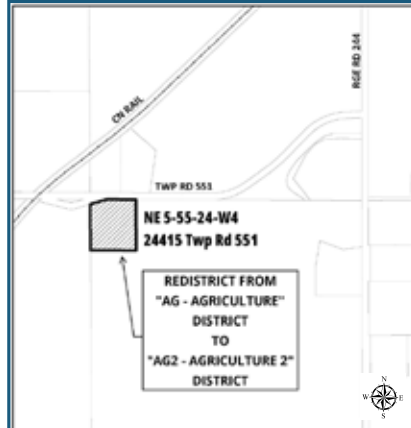 RGE RD 244
CN RAIL
TWP RD 551
NE 5-55-24-W4
24415 Twp Rd 551
REDISTRICT FROM
"AG - AGRICULTURE"
DISTRICT
TO
"AG2 - AGRICULTURE 2"
DISTRICT
N
W E
S